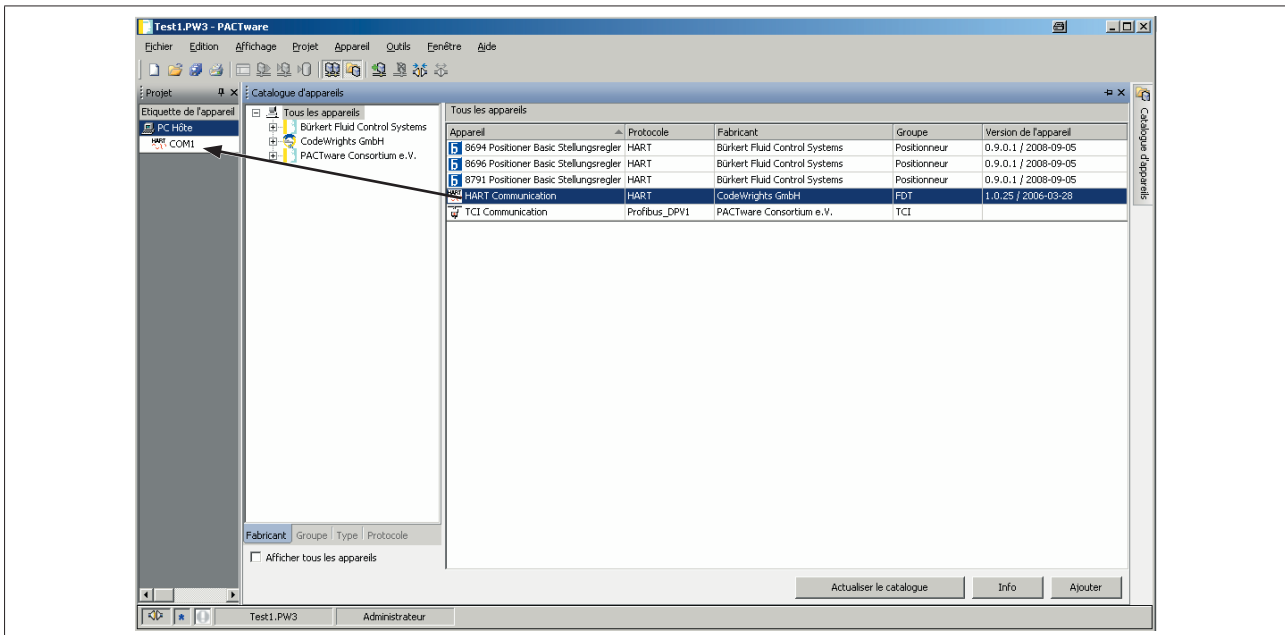 Test1.PW3 - PACTware
Fichier Edition Affichage Projet Appareil Outils Fenêtre Aide
Projet
Catalogue d'appareils
Etiquette de l'appareil
PC Hôte
HART COM1
Tous les appareils
Bürkert Fluid Control Systems
CodeWrights GmbH
PACTware Consortium e.V.
Tous les appareils
Appareil Protocole Fabricant Groupe Version de l'appareil
8694 Positioner Basic Stellungsregler HART Bürkert Fluid Control Systems Positionneur 0.9.0.1 / 2008-09-05
8696 Positioner Basic Stellungsregler HART Bürkert Fluid Control Systems Positionneur 0.9.0.1 / 2008-09-05
8791 Positioner Basic Stellungsregler HART Bürkert Fluid Control Systems Positionneur 0.9.0.1 / 2008-09-05
HART Communication HART CodeWrights GmbH FDT 1.0.25 / 2006-03-28
TCI Communication Profibus_DPV1 PACTware Consortium e.V. TCI
Catalogue d'appareils
Fabricant Groupe Type Protocole
Afficher tous les appareils
Actualiser le catalogue Info Ajouter
Test1.PW3 Administrateur